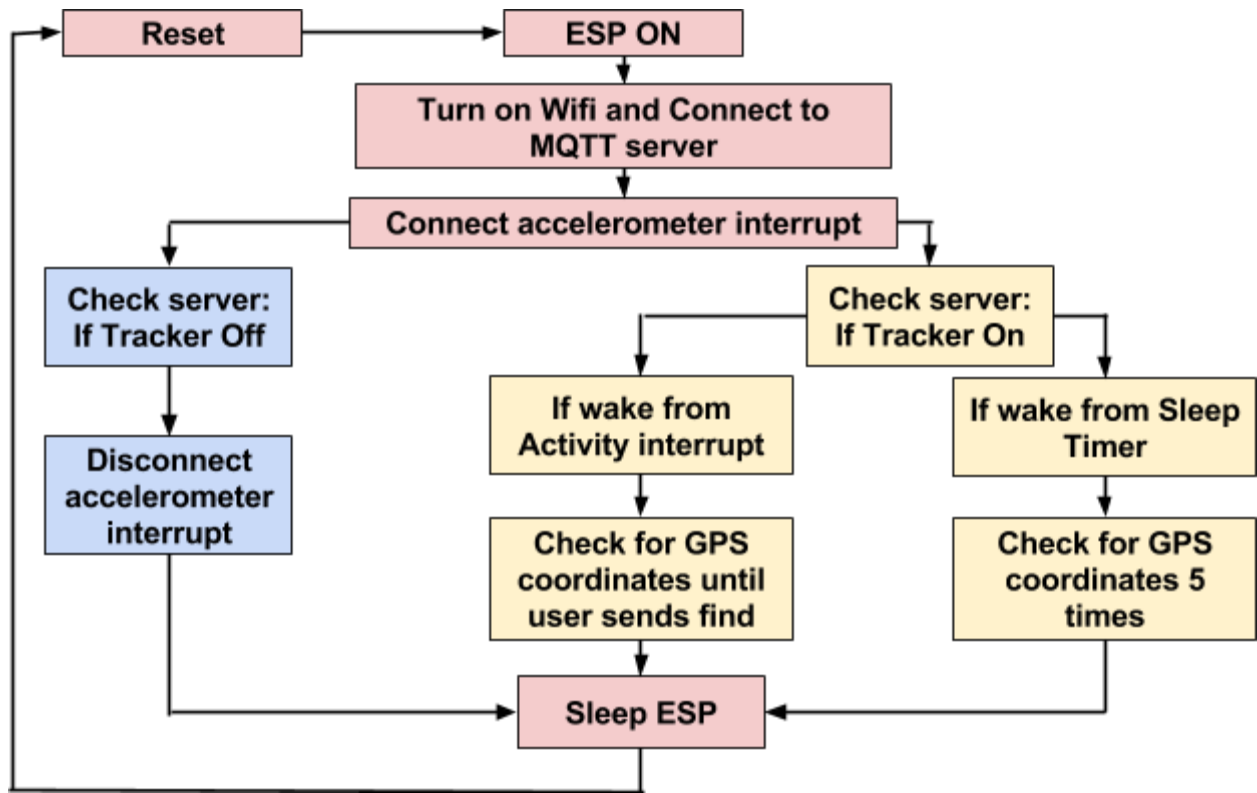 Reset
ESP ON
Turn on Wifi and Connect to
MQTT server
Connect accelerometer interrupt
Check server:
If Tracker Off
Disconnect
accelerometer
interrupt
Check server:
If Tracker On
If wake from
Activity interrupt
Check for GPS
coordinates until
user sends find
If wake from Sleep
Timer
Check for GPS
coordinates 5
times
Sleep ESP